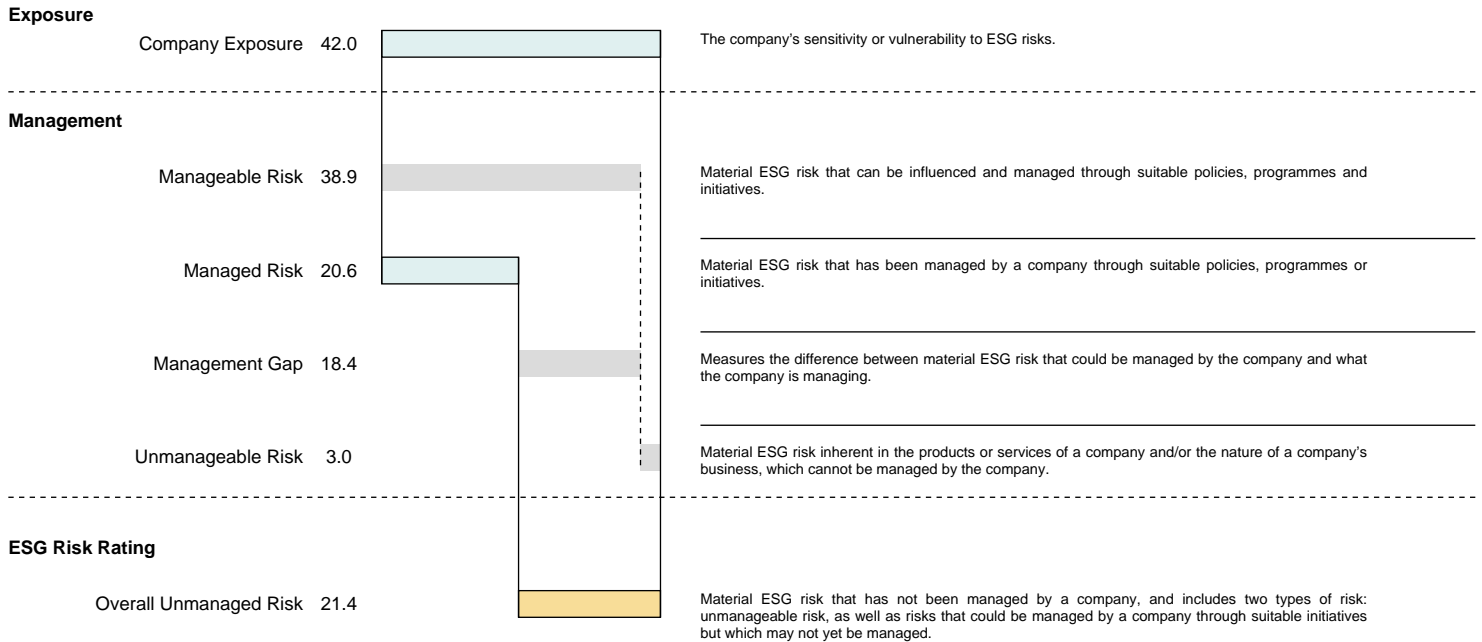 Exposure
Company Exposure 42.0
The company’s sensitivity or vulnerability to ESG risks.
Management
Manageable Risk 38.9
Material ESG risk that can be influenced and managed through suitable policies, programmes and
initiatives.
Managed Risk 20.6
Material ESG risk that has been managed by a company through suitable policies, programmes or
initiatives.
Management Gap 18.4
Measures the difference between material ESG risk that could be managed by the company and what
the company is managing.
Unmanageable Risk 3.0
Material ESG risk inherent in the products or services of a company and/or the nature of a company’s
business, which cannot be managed by the company.
ESG Risk Rating
Overall Unmanaged Risk 21.4
Material ESG risk that has not been managed by a company, and includes two types of risk:
unmanageable risk, as well as risks that could be managed by a company through suitable initiatives
but which may not yet be managed.